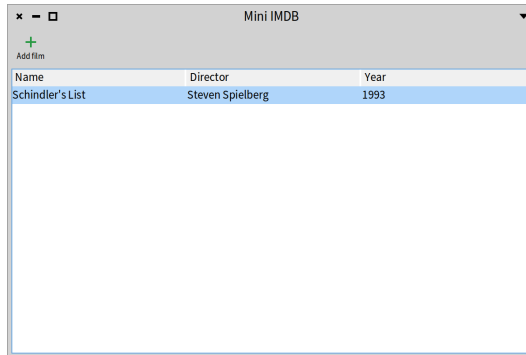 Mini IMDB
Add film
Name Director Year
Schindler's List Steven Spielberg 1993